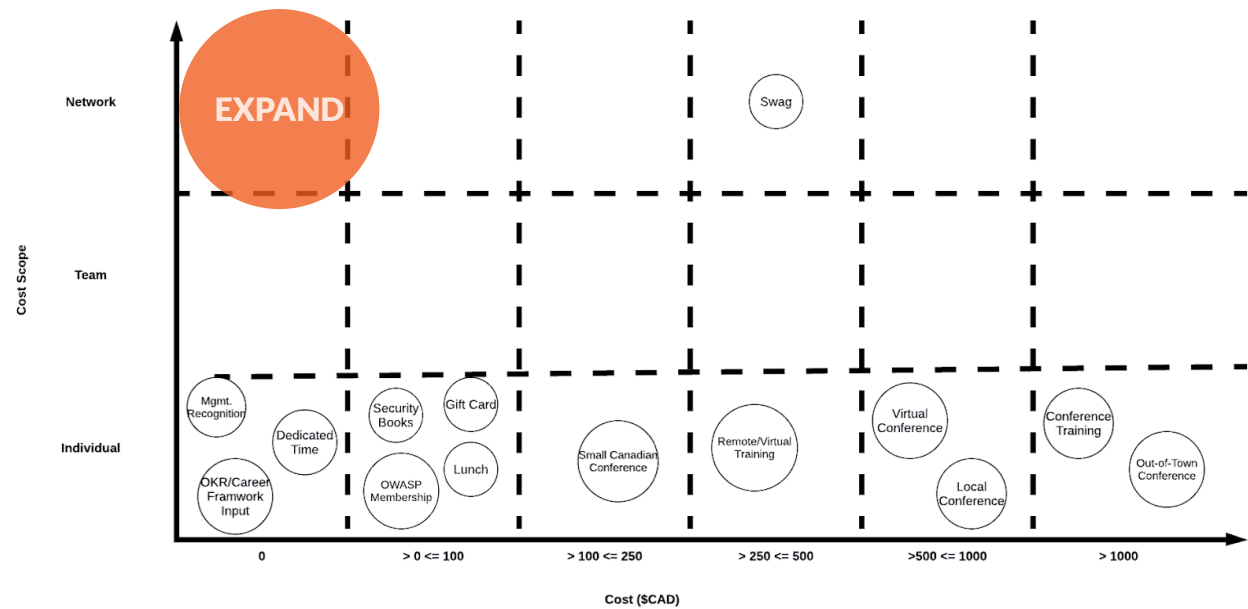 EXPAND
Network
Swag
Cost Scope
Team
Mgmt.
Recognition
Dedicated
Time
OKR/Career
Framwork
Input
Security
Books
Gift Card
OWASP
Membership
Lunch
Small Canadian
Conference
Remote/Virtual
Training
Virtual
Conference
Local
Conference
Conference
Training
Out-of-Town
Conference
Individual
0
> 0 <= 100
> 100 <= 250
> 250 <= 500
>500 <= 1000
> 1000
Cost ($CAD)